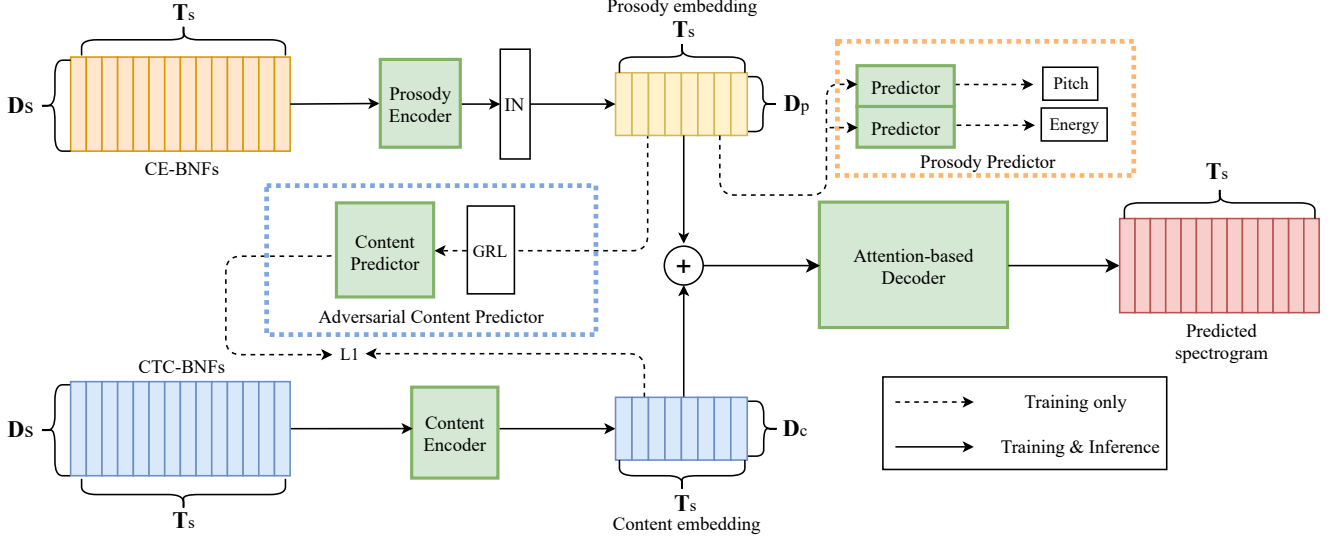 Prosody embedding
Ts
Ts
Ds
Prosody
Encoder
IN
Dp
Predictor
Pitch
Predictor
Energy
Prosody Predictor
CE-BNFs
Ts
Content
Predictor
GRL
Adversarial Content Predictor
+
Attention-based
Decoder
Predicted
spectrogram
L1
CTC-BNFs
Ds
Content
Encoder
Dc
Ts
Ts
Content embedding
Training only
Training & Inference